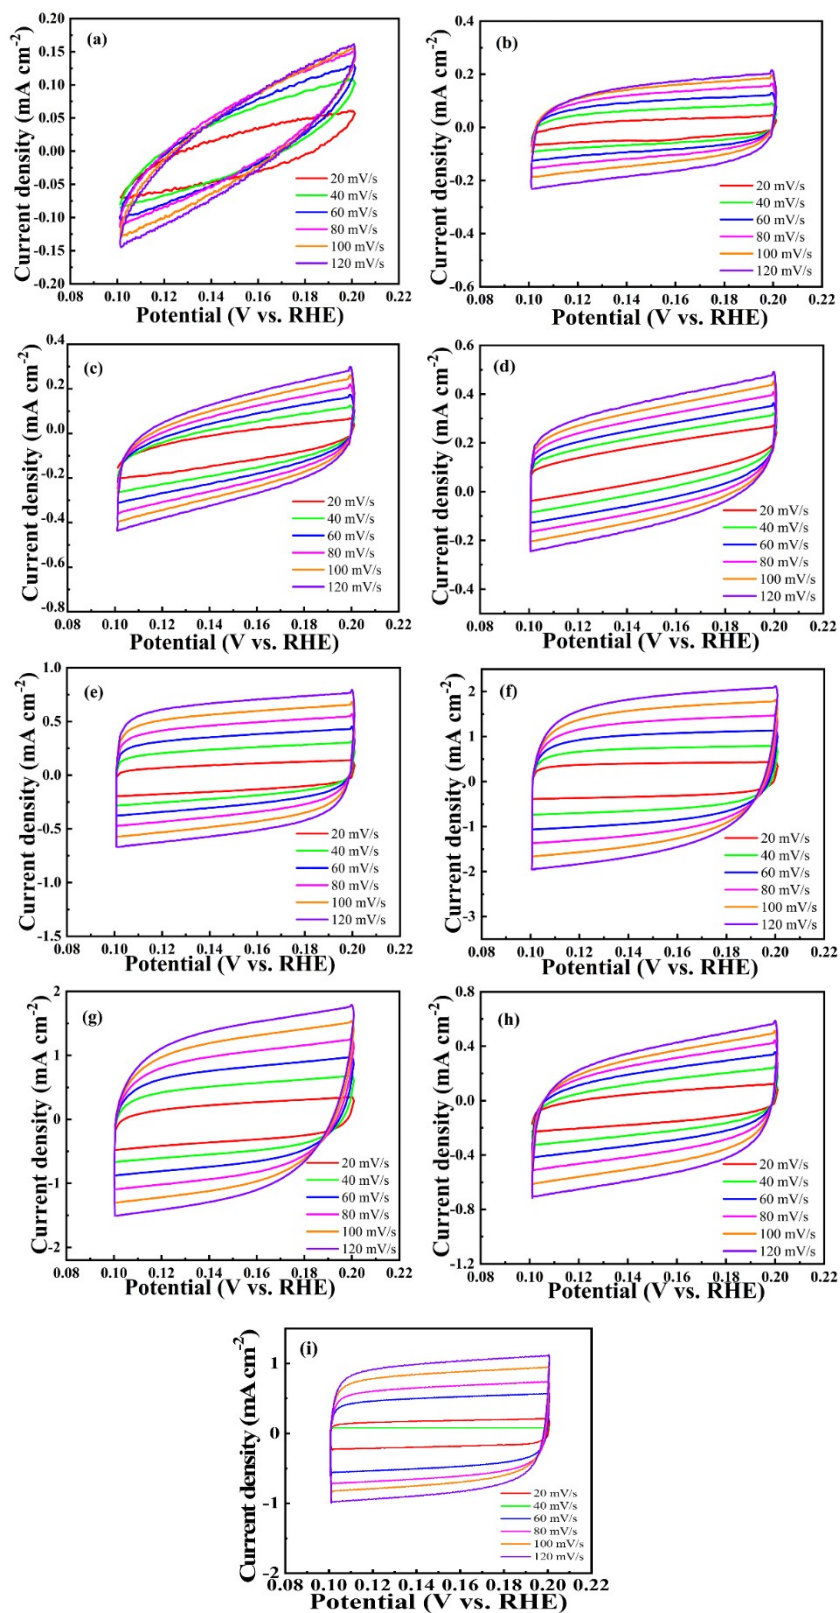 (a)
Current density (mA cm-2)
0.20
0.15
0.10
0.05
0.00
-0.05
-0.10
-0.15
-0.20
20 mV/s
40 mV/s
60 mV/s
80 mV/s
100 mV/s
120 mV/s
0.08 0.10 0.12 0.14 0.16 0.18 0.20 0.22
Potential (V vs. RHE)
(b)
Current density (mA cm-2)
0.4
0.2
0.0
-0.2
-0.4
-0.6
20 mV/s
40 mV/s
60 mV/s
80 mV/s
100 mV/s
120 mV/s
0.08 0.10 0.12 0.14 0.16 0.18 0.20 0.22
Potential (V vs. RHE)
(c)
Current density (mA cm-2)
0.4
0.2
0.0
-0.2
-0.4
-0.6
-0.8
20 mV/s
40 mV/s
60 mV/s
80 mV/s
100 mV/s
120 mV/s
0.08 0.10 0.12 0.14 0.16 0.18 0.20 0.22
Potential (V vs. RHE)
(d)
Current density (mA cm-2)
0.6
0.4
0.2
0.0
-0.2
-0.4
20 mV/s
40 mV/s
60 mV/s
80 mV/s
100 mV/s
120 mV/s
0.08 0.10 0.12 0.14 0.16 0.18 0.20 0.22
Potential (V vs. RHE)
(e)
Current density (mA cm-2)
1.0
0.5
0.0
-0.5
-1.0
-1.5
20 mV/s
40 mV/s
60 mV/s
80 mV/s
100 mV/s
120 mV/s
0.08 0.10 0.12 0.14 0.16 0.18 0.20 0.22
Potential (V vs. RHE)
(f)
Current density (mA cm-2)
2
1
0
-1
-2
-3
20 mV/s
40 mV/s
60 mV/s
80 mV/s
100 mV/s
120 mV/s
0.08 0.10 0.12 0.14 0.16 0.18 0.20 0.22
Potential (V vs. RHE)
(g)
Current density (mA cm-2)
2
1
0
-1
-2
20 mV/s
40 mV/s
60 mV/s
80 mV/s
100 mV/s
120 mV/s
0.08 0.10 0.12 0.14 0.16 0.18 0.20 0.22
Potential (V vs. RHE)
(h)
Current density (mA cm-2)
0.8
0.4
0.0
-0.4
-0.8
-1.2
20 mV/s
40 mV/s
60 mV/s
80 mV/s
100 mV/s
120 mV/s
0.08 0.10 0.12 0.14 0.16 0.18 0.20 0.22
Potential (V vs. RHE)
(i)
Current density (mA cm-2)
1
0
-1
-2
20 mV/s
40 mV/s
60 mV/s
80 mV/s
100 mV/s
120 mV/s
0.08 0.10 0.12 0.14 0.16 0.18 0.20 0.22
Potential (V vs. RHE)